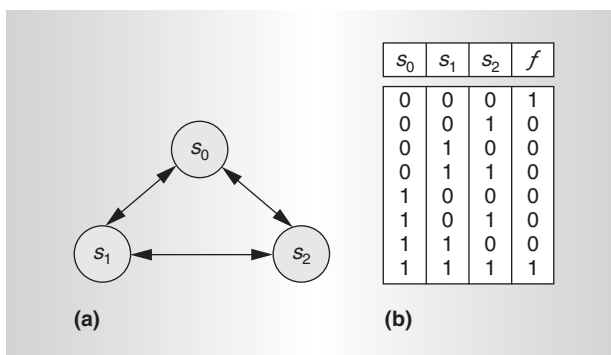 s0
s1
s2
(a)
s0 s1 s2 f
0 0 0 1
0 0 1 0
0 1 0 0
0 1 1 0
1 0 0 0
1 0 1 0
1 1 0 0
1 1 1 1
(b)